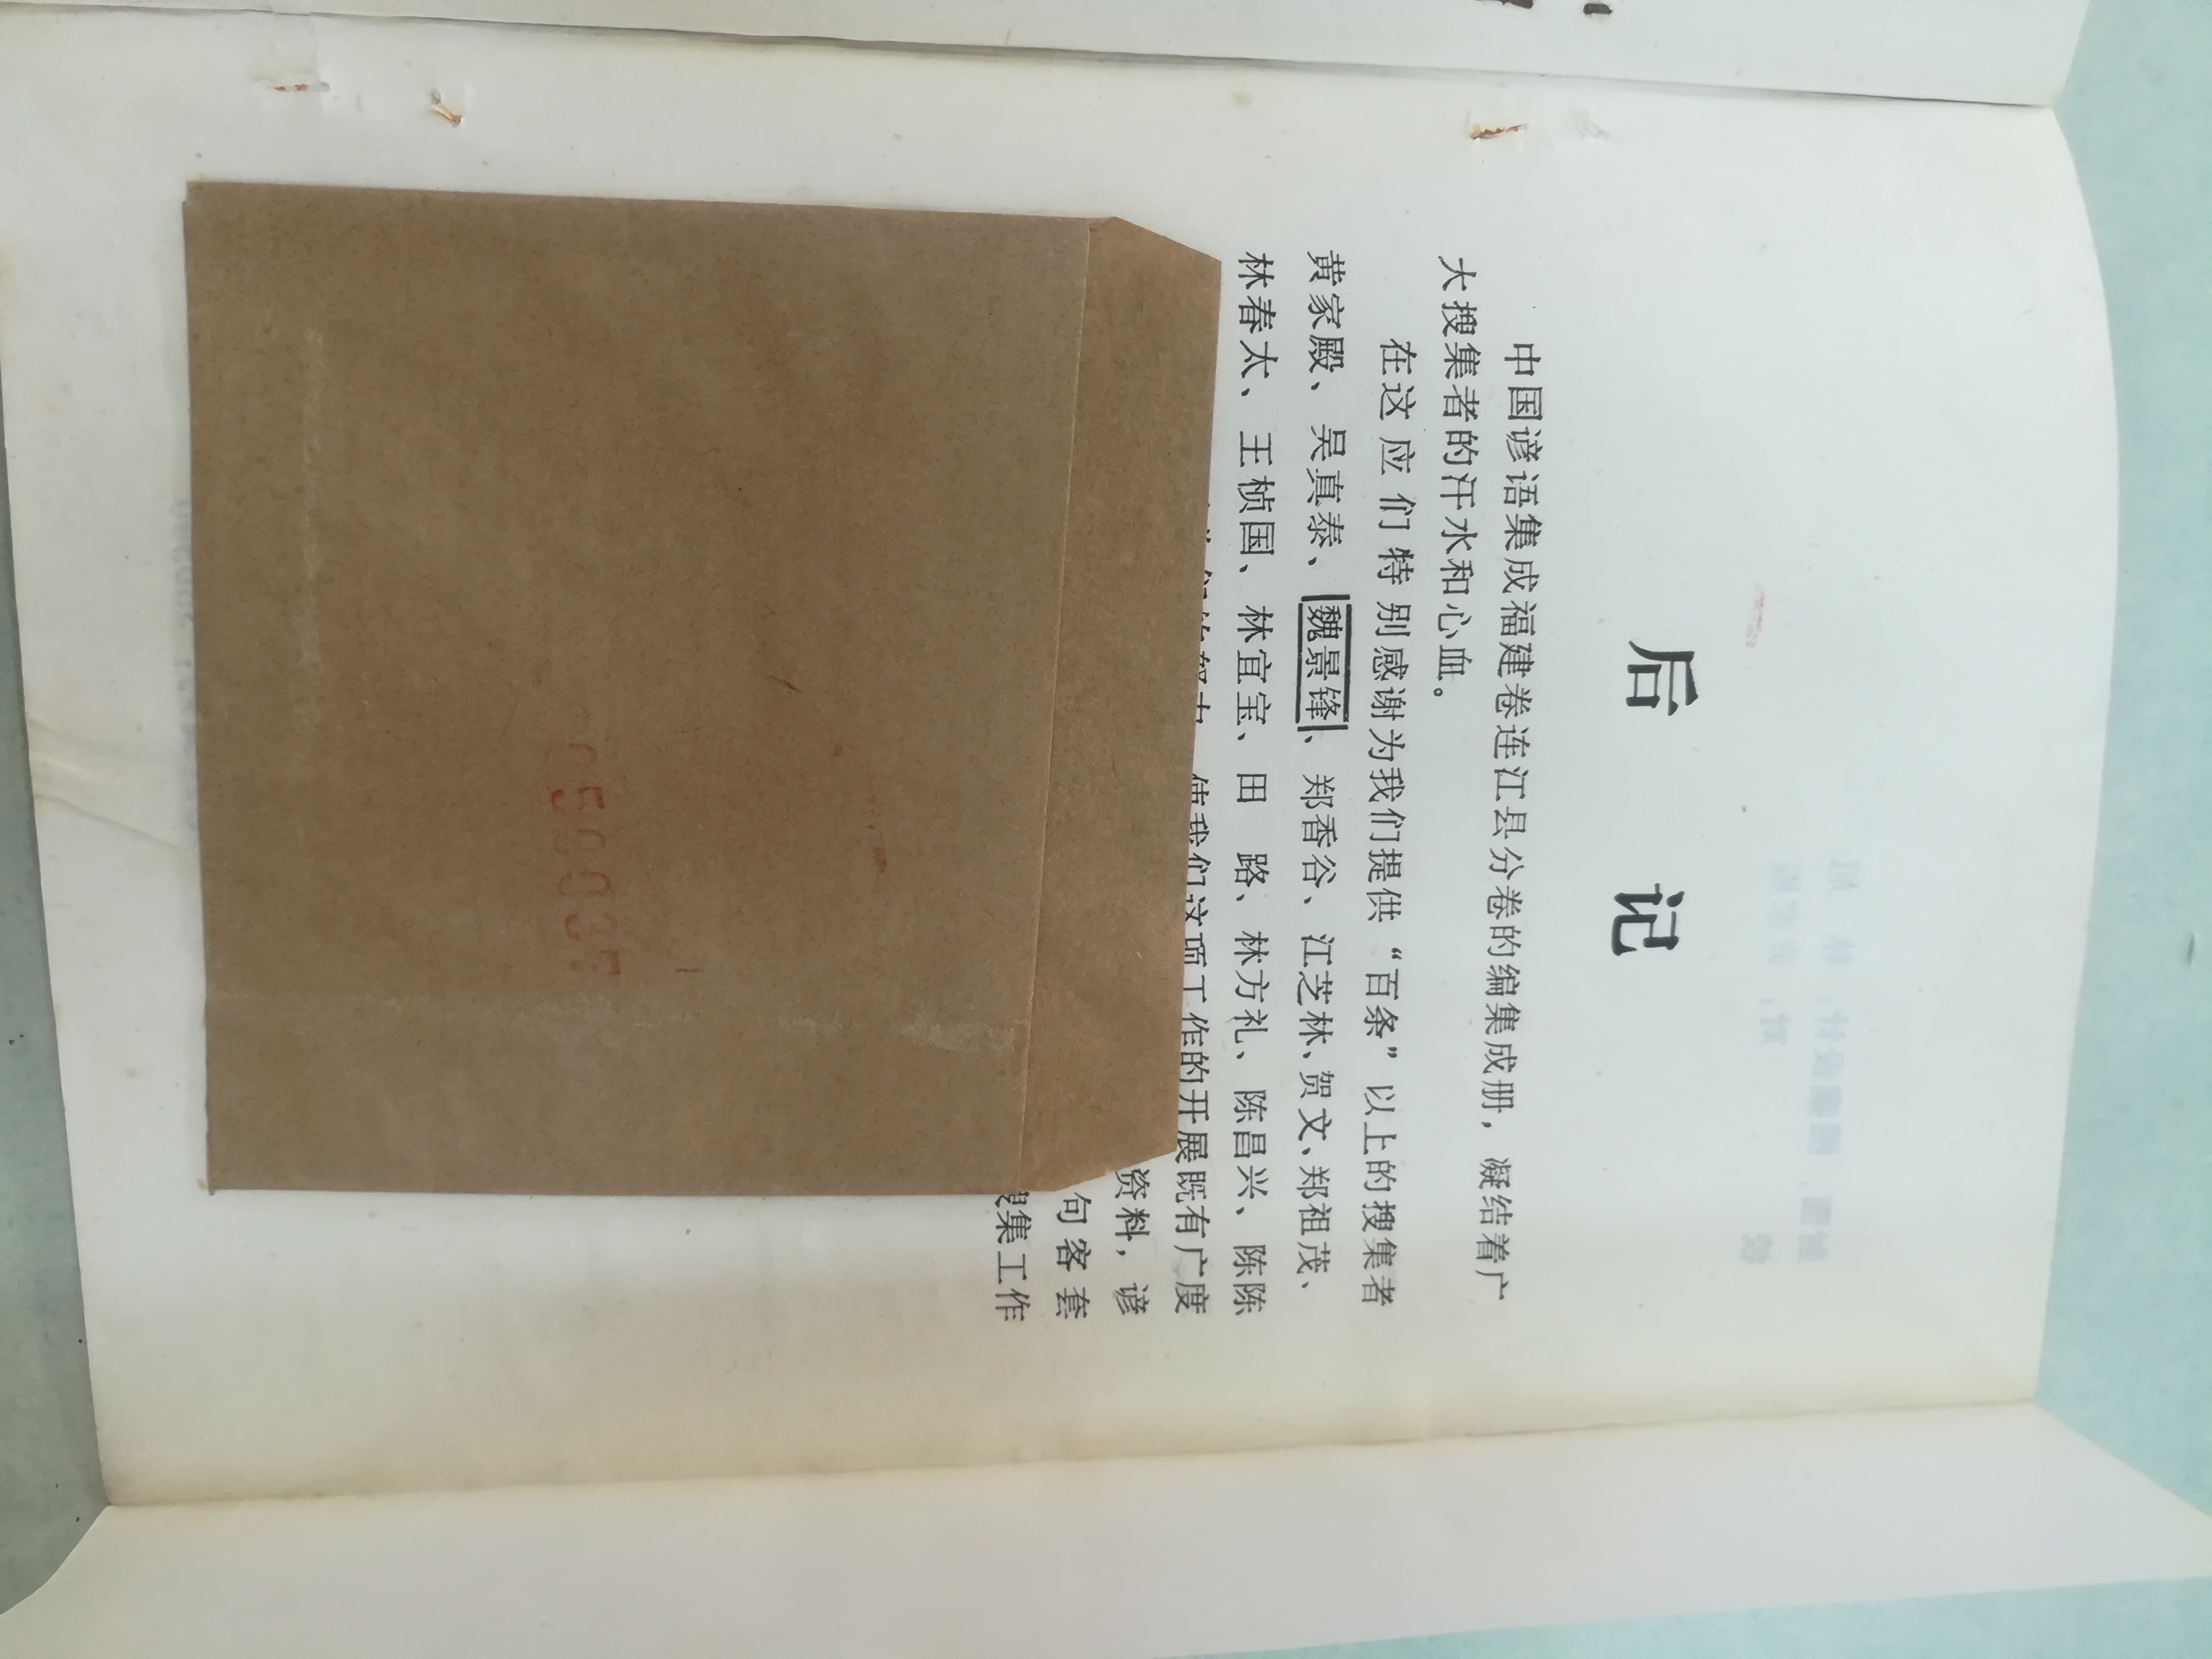 后 记
中国谚语集成福建卷连江县分卷的编集成册，凝结着广
大搜集者的汗水和心血。
在这应们特别感谢为我们提供“百条”以上的搜集者
黄家殿、吴真泰、魏景锋、郑香谷、江芝林、贺文、郑祖茂、
林春太、王桢国、林宜宝、田 路、林方礼、陈昌兴、陈陈
们的努力，使我们这项工作的开展既有广度
资料，谚
句客套
搜集工作